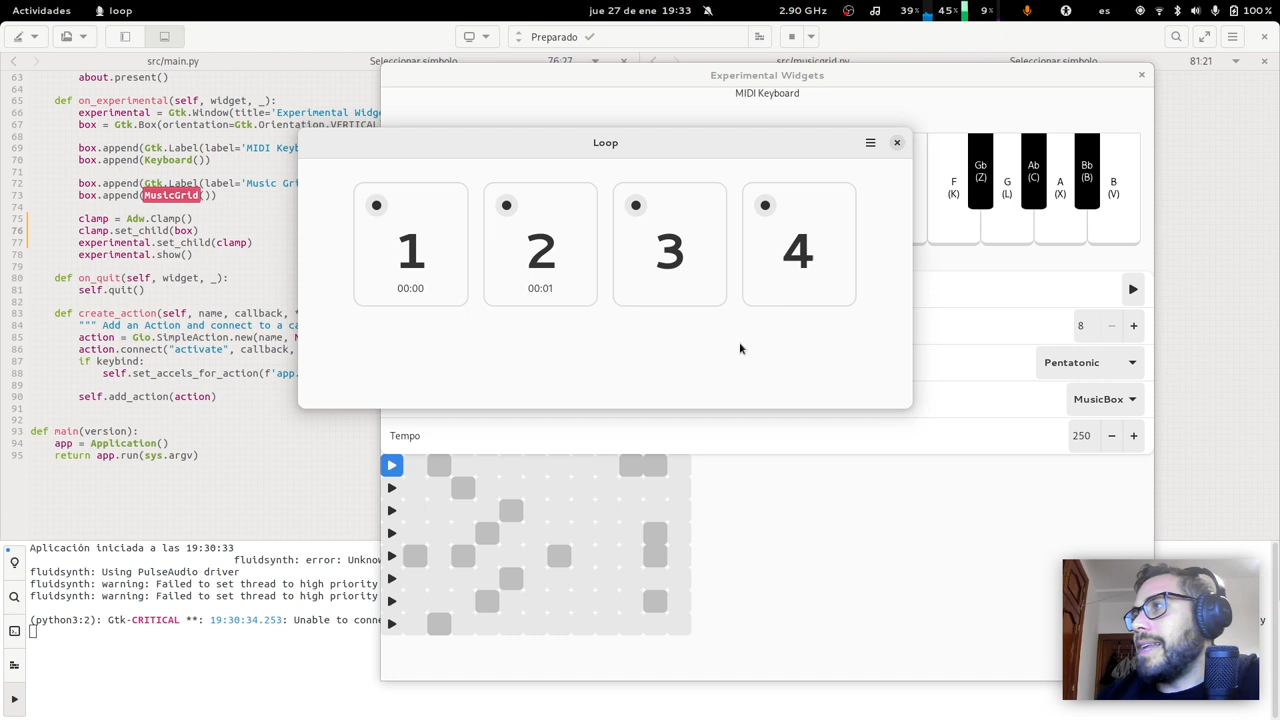 Actividades
loop
jue 27 de ene 19:33
2.90 GHz
39%
45%
9%
es
100 %
Preparado
src/main.py
Seleccionar símbolo
76:27
src/musicgrid.py
Seleccionar símbolo
81:21
63 about.present()
64
65 def on_experimental(self, widget, _):
66 experimental = Gtk.Window(title='Experimental Widge
67 box = Gtk.Box(orientation=Gtk.Orientation.VERTICAL
68
69 box.append(Gtk.Label(label='MIDI Keyb
70 box.append(Keyboard())
71
72 box.append(Gtk.Label(label='Music Gri
73 box.append(MusicGrid())
74
75 clamp = Adw.Clamp()
76 clamp.set_child(box)
77 experimental.set_child(clamp)
78 experimental.show()
79
80 def on_quit(self, widget, _):
81 self.quit()
82
83 def create_action(self, name, callback, *
84 """ Add an Action and connect to a ca
85 action = Gio.SimpleAction.new(name, N
86 action.connect("activate", callback,
87 if keybind:
88 self.set_accels_for_action(f'app.
89
90 self.add_action(action)
91
92
93 def main(version):
94 app = Application()
95 return app.run(sys.argv)
Experimental Widgets
MIDI Keyboard
Gb
(Z)
Ab
(C)
Bb
(B)
F
(K)
G
(L)
A
(X)
B
(V)
Loop
1
00:00
2
00:01
3
4
8
Pentatonic
MusicBox
Tempo
250
Aplicación iniciada a las 19:30:33
fluidsynth: error: Unknow
fluidsynth: Using PulseAudio driver
fluidsynth: warning: Failed to set thread to high priority
fluidsynth: warning: Failed to set thread to high priority
(python3:2): Gtk-CRITICAL **: 19:30:34.253: Unable to conne
y